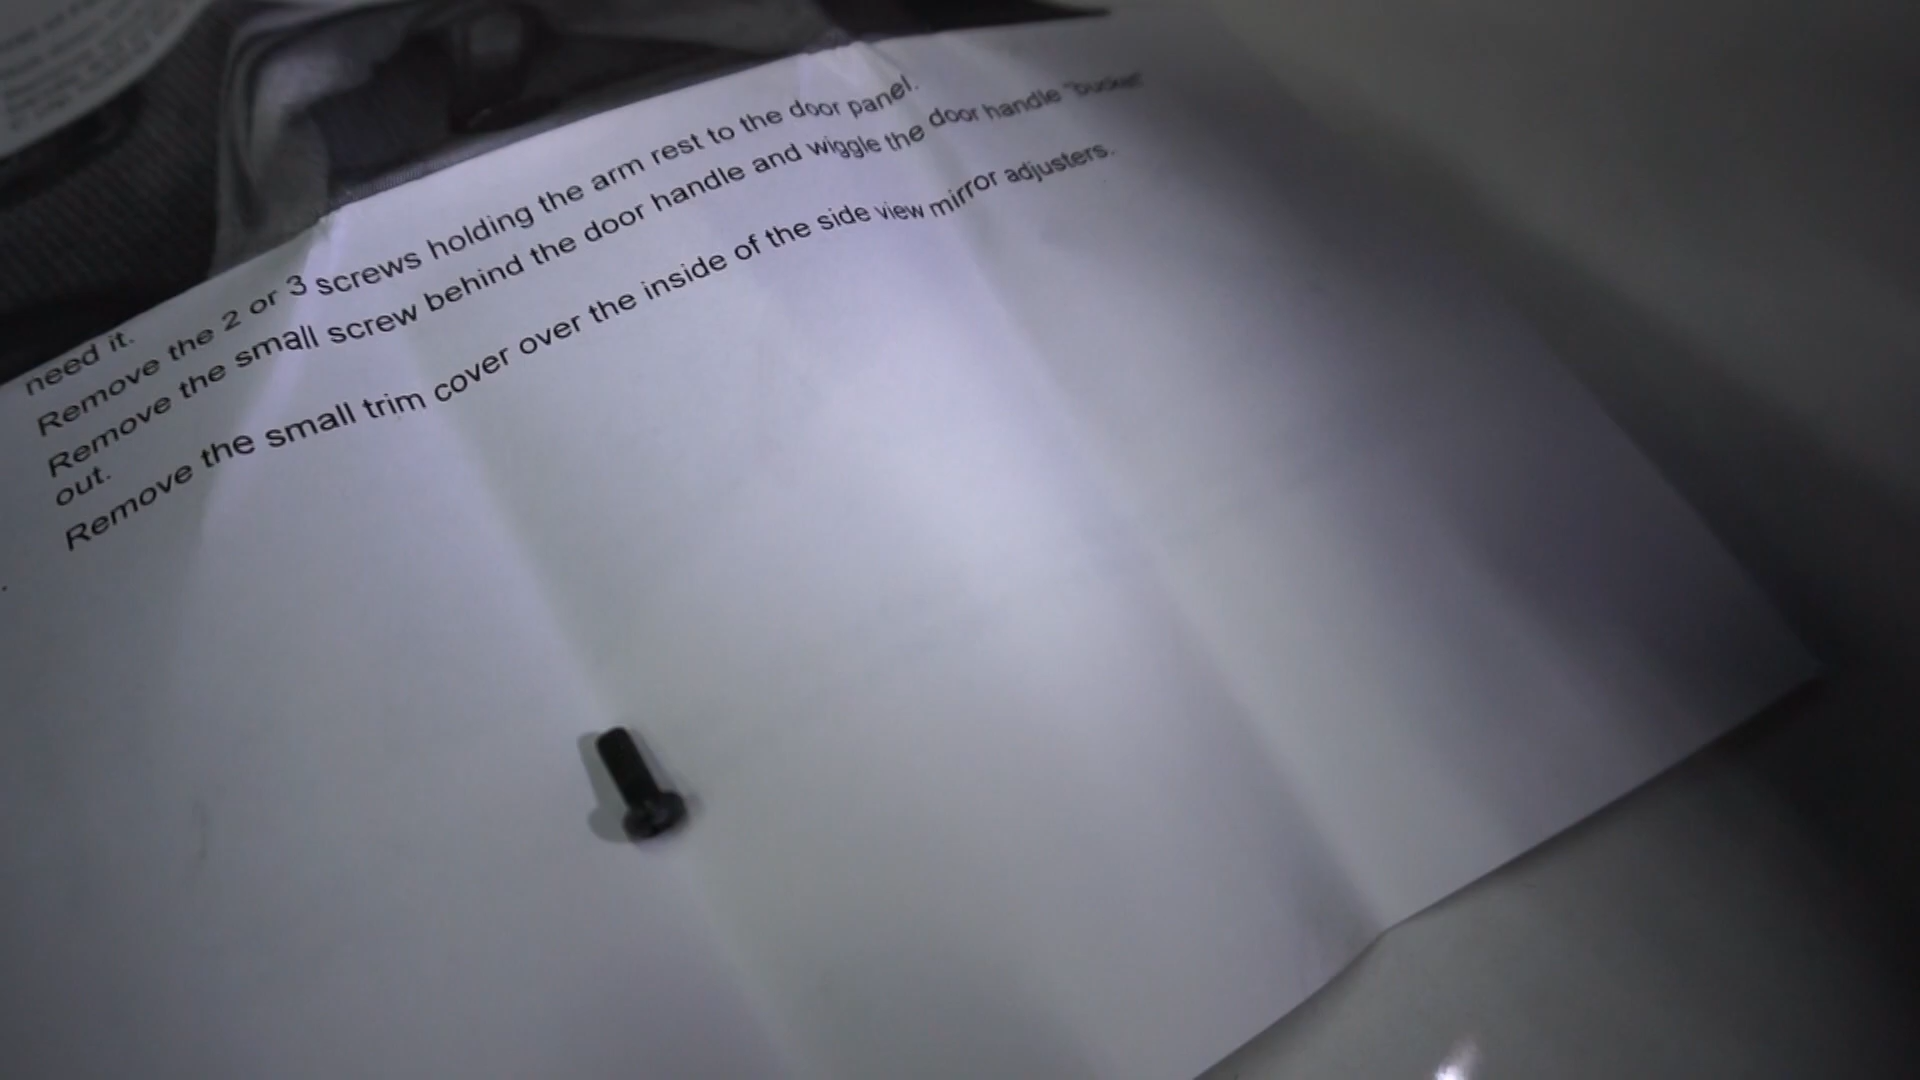 need it.
Remove the 2 or 3 screws holding the arm rest to the door panel.
Remove the small screw behind the door handle and wiggle the door handle "bucket"
out.
Remove the small trim cover over the inside of the side view mirror adjusters.